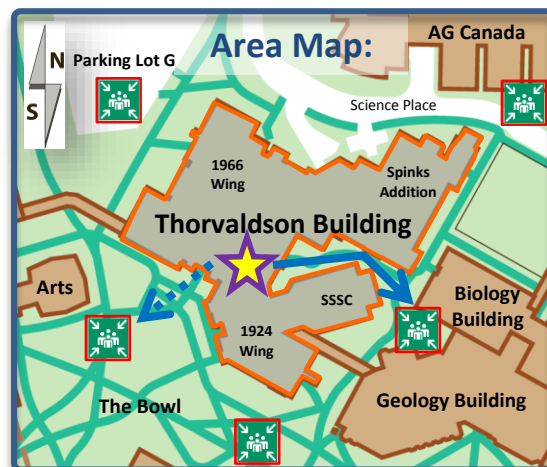 Area Map:
AG Canada
N
S
Parking Lot G
Science Place
1966
Wing
Spinks
Addition
Thorvaldson Building
Arts
SSSC
Biology
Building
1924
Wing
The Bowl
Geology Building